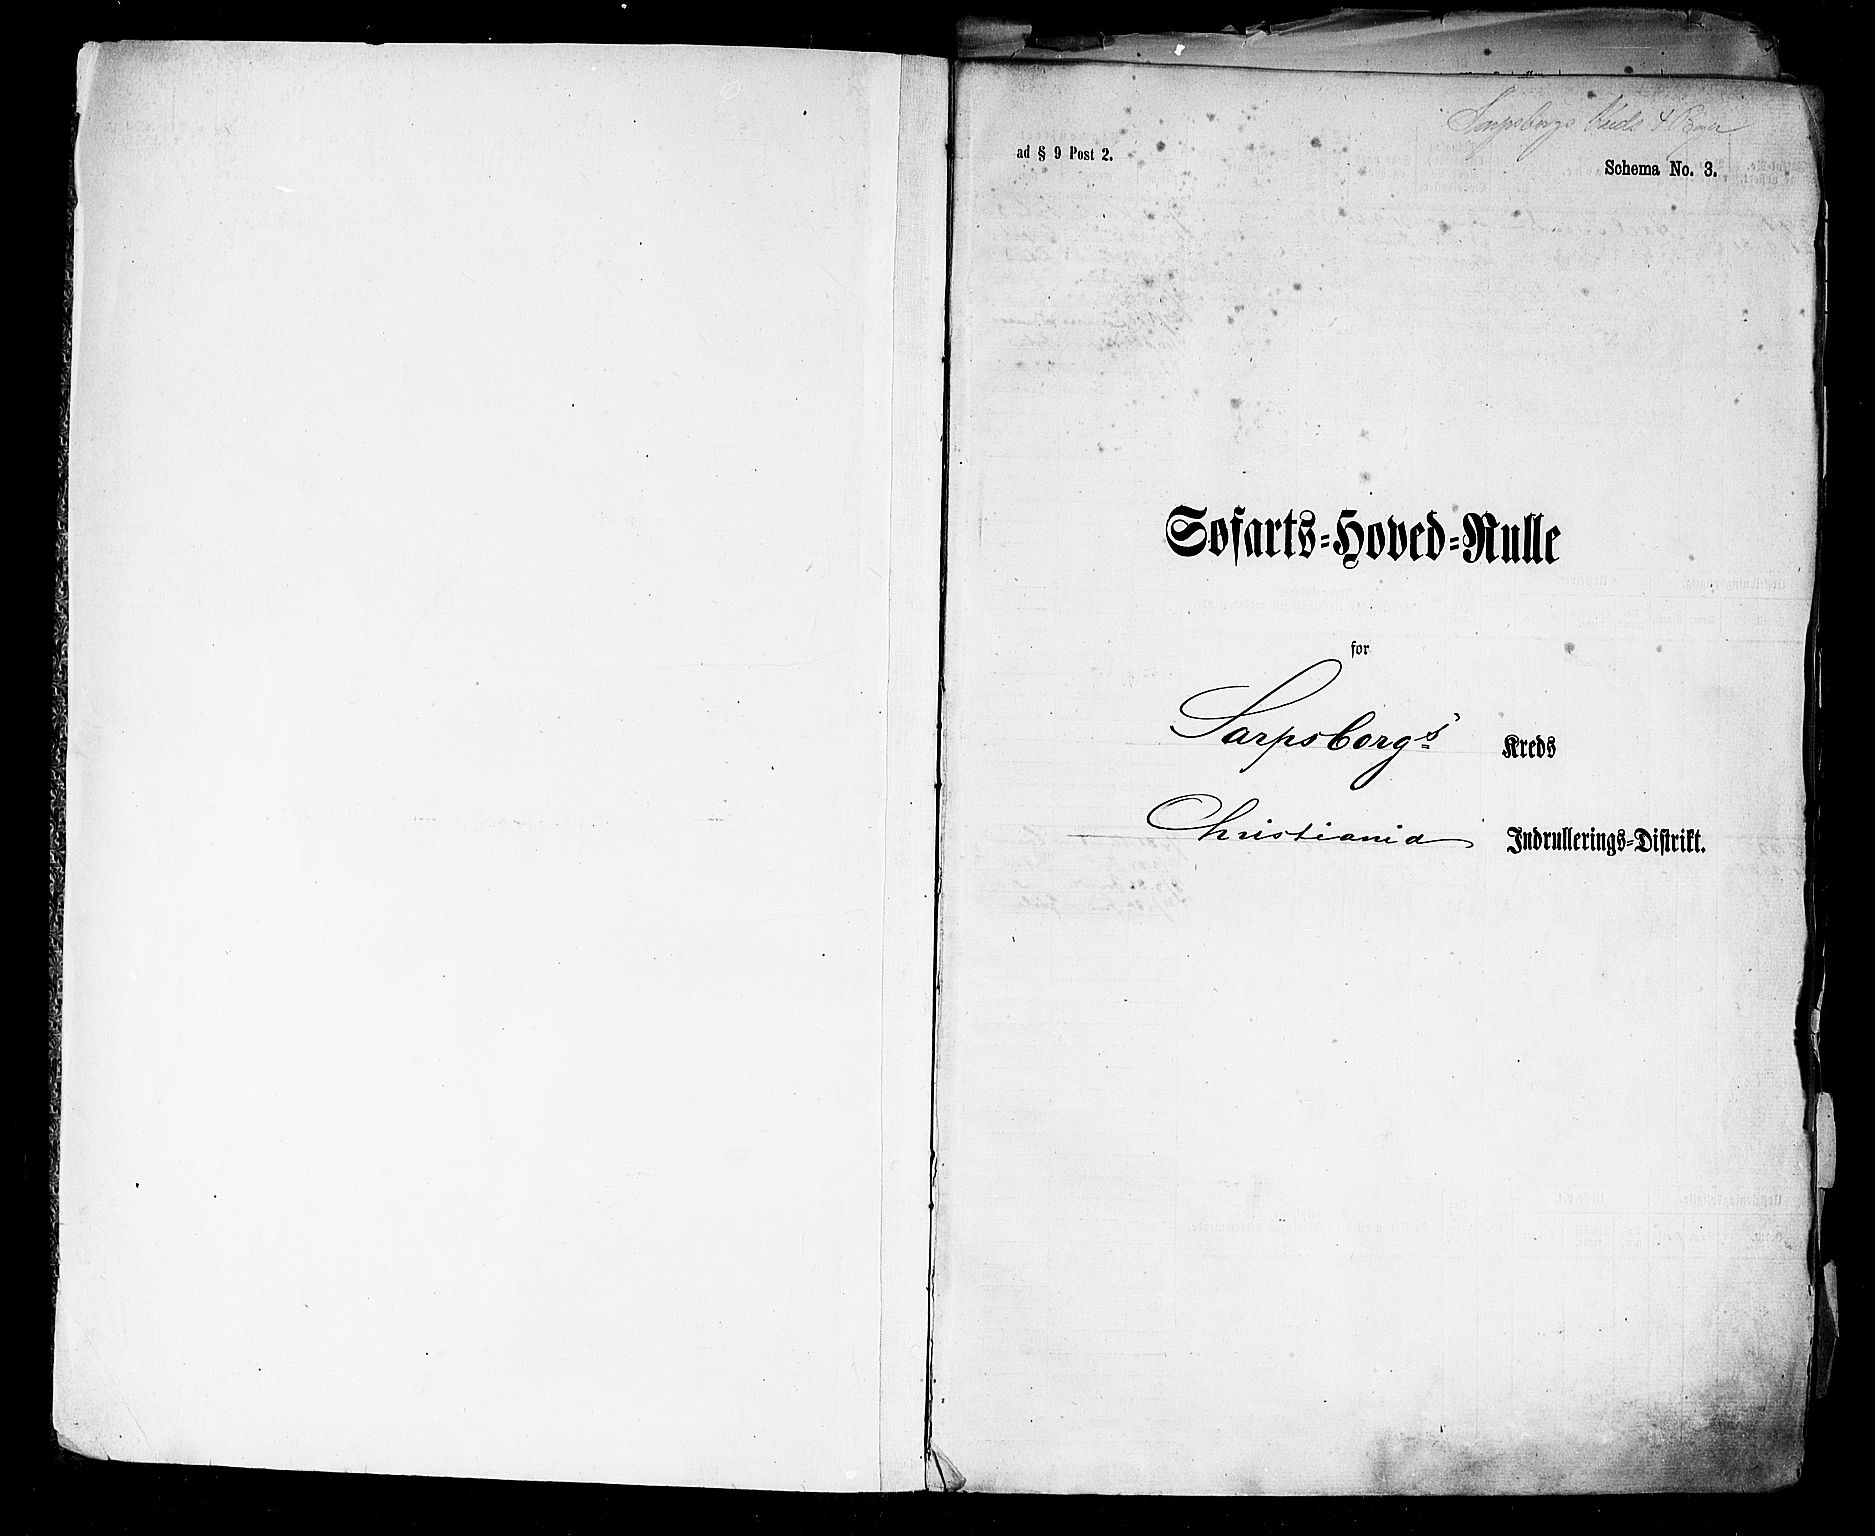 Sarpsborgs Kreds 4
ad § 9 Post 2.
Schema No. 3.
Søfarts-Hoved-Rulle
for
Sarpsborgs Kreds
Christiania Indrullerings-Distrikt.